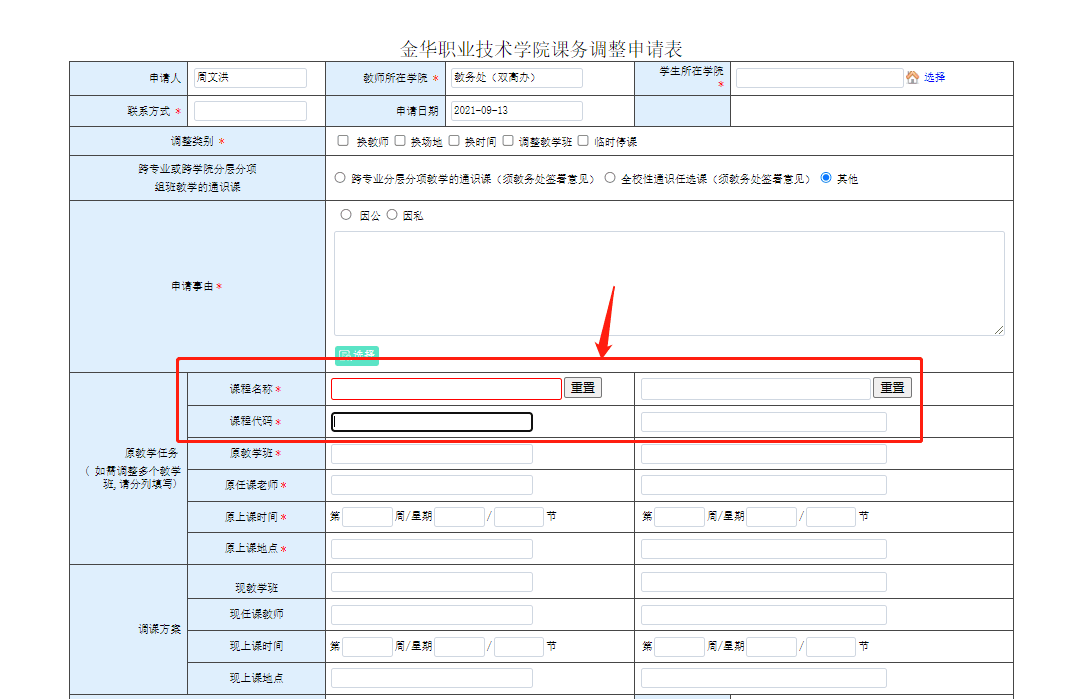 金华职业技术学院课务调整申请表
申请人 周文洪 教师所在学院 * 教务处（双高办） 学生所在学院 * 选择
联系方式 * 申请日期 2021-09-13
调整类别 * 换教师 换场地 换时间 调整教学班 临时停课
跨专业或跨学院分层分项
组班教学的通识课
跨专业分层分项教学的通识课（须教务处签署意见） 全校性通识任选课（须教务处签署意见） 其他
因公 因私
申请事由 *
选择
课程名称 * 重置 重置
课程代码 *
原教学任务
（ 如需调整多个教学
班,请分列填写）
原教学班 *
原任课老师 *
原上课时间 * 第 周/星期 / 节 第 周/星期 / 节
原上课地点 *
调课方案
现教学班
现任课教师
现上课时间 第 周/星期 / 节 第 周/星期 / 节
现上课地点